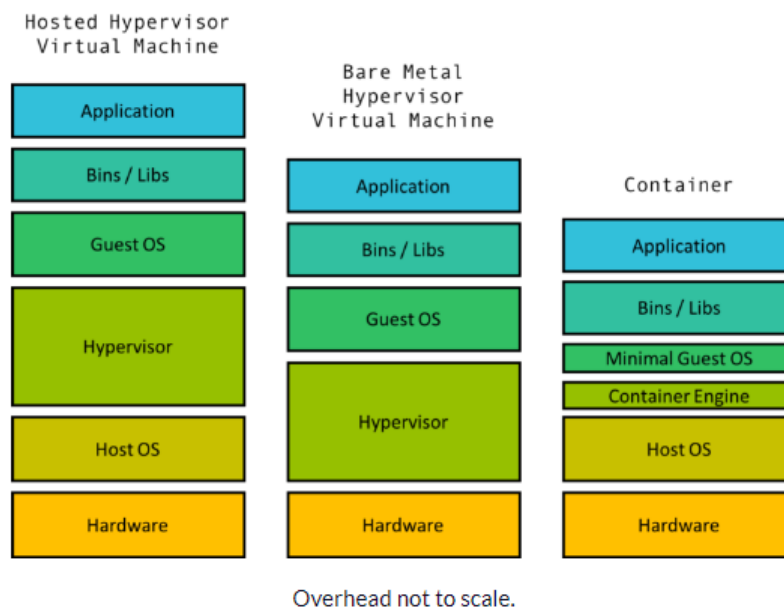 Hosted Hypervisor
Virtual Machine
Application
Bins / Libs
Guest OS
Hypervisor
Host OS
Hardware
Bare Metal
Hypervisor
Virtual Machine
Application
Bins / Libs
Guest OS
Hypervisor
Hardware
Container
Application
Bins / Libs
Minimal Guest OS
Container Engine
Host OS
Hardware
Overhead not to scale.